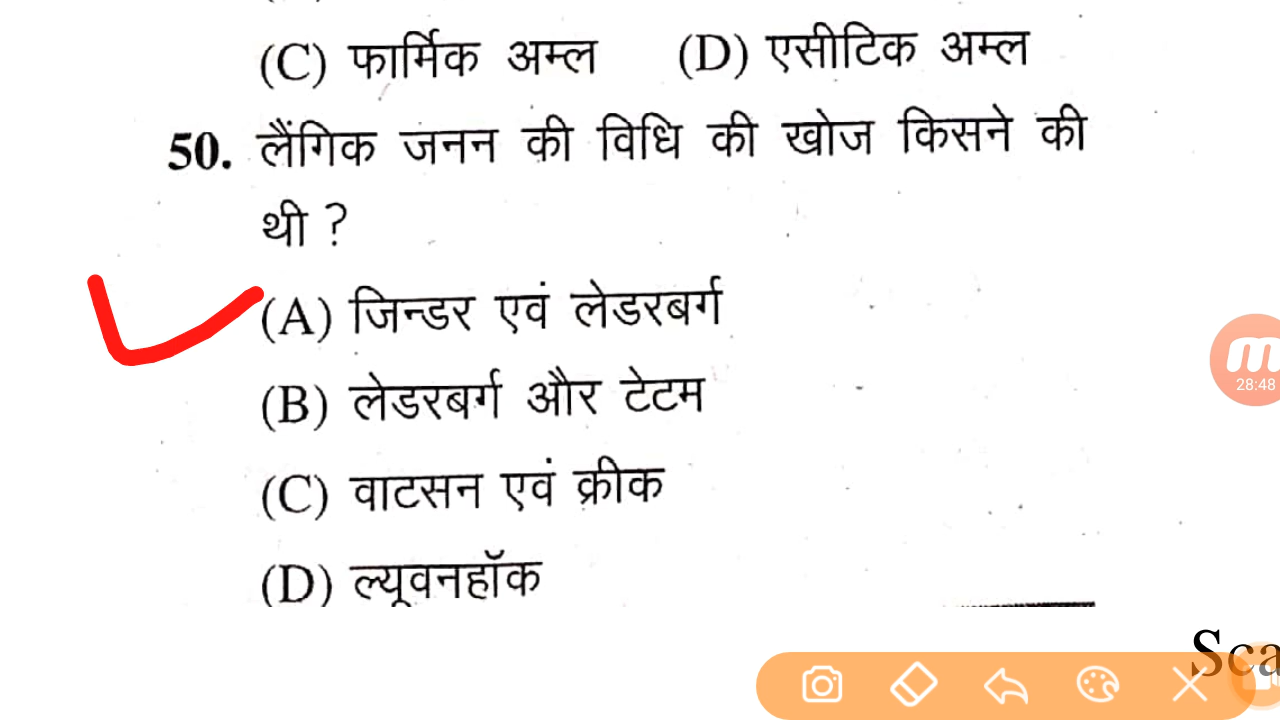 (C) फार्मिक अम्ल (D) एसीटिक अम्ल
50. लैंगिक जनन की विधि की खोज किसने की
थी ?
(A) जिन्डर एवं लेडरबर्ग
(B) लेडरबर्ग और टेटम
(C) वाटसन एवं क्रीक
(D) ल्यूवनहॉक
28:48